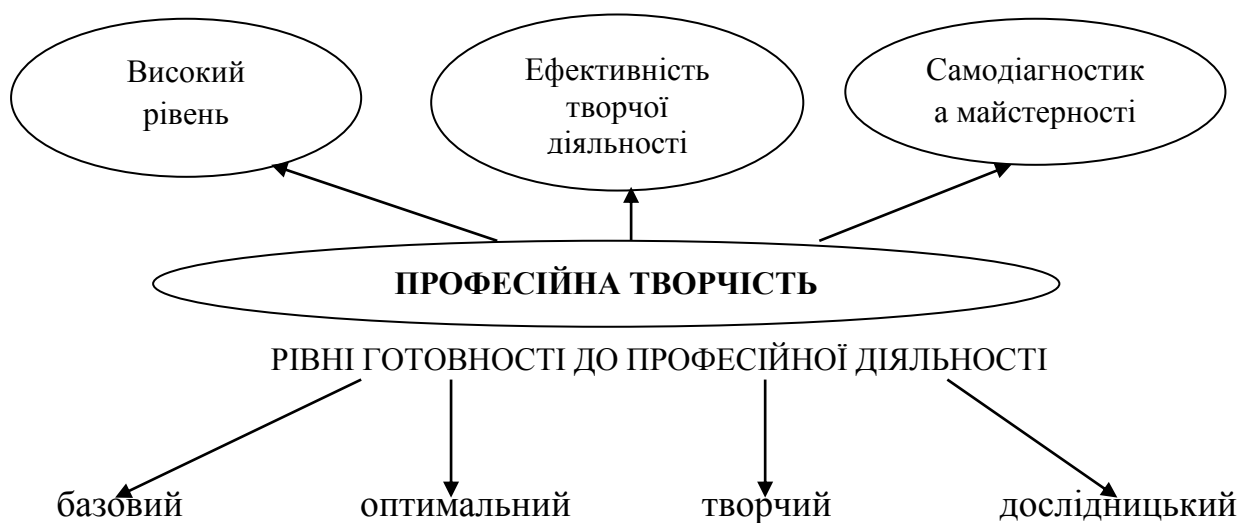 Високий
рівень
Ефективність
творчої
діяльності
Самодіагностик
а майстерності
ПРОФЕСІЙНА ТВОРЧІСТЬ
РІВНІ ГОТОВНОСТІ ДО ПРОФЕСІЙНОЇ ДІЯЛЬНОСТІ
базовий оптимальний творчий дослідницький